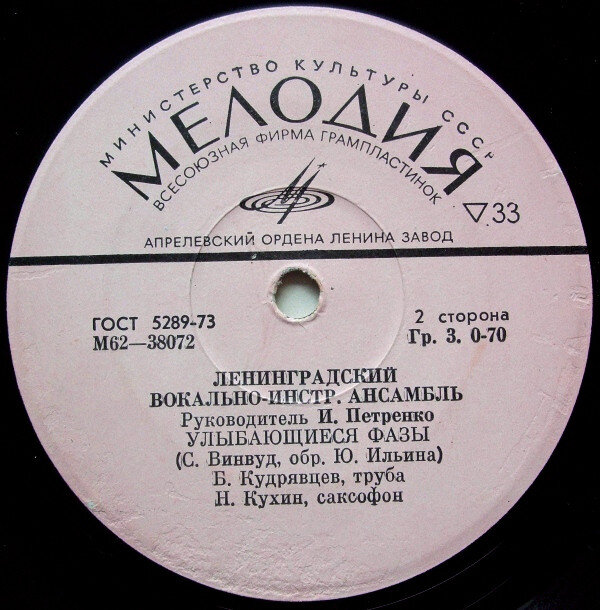 МИНИСТЕРСТВО КУЛЬТУРЫ СССР
МЕЛОДИЯ
ВСЕСОЮЗНАЯ ФИРМА ГРАМПЛАСТИНОК
▽33
АПРЕЛЕВСКИЙ ОРДЕНА ЛЕНИНА ЗАВОД
ГОСТ 5289-73
М62—38072
2 сторона
Гр. 3. 0-70
ЛЕНИНГРАДСКИЙ
ВОКАЛЬНО-ИНСТР. АНСАМБЛЬ
Руководитель И. Петренко
УЛЫБАЮЩИЕСЯ ФАЗЫ
(С. Винвуд, обр. Ю. Ильина)
Б. Кудрявцев, труба
Н. Кухин, саксофон